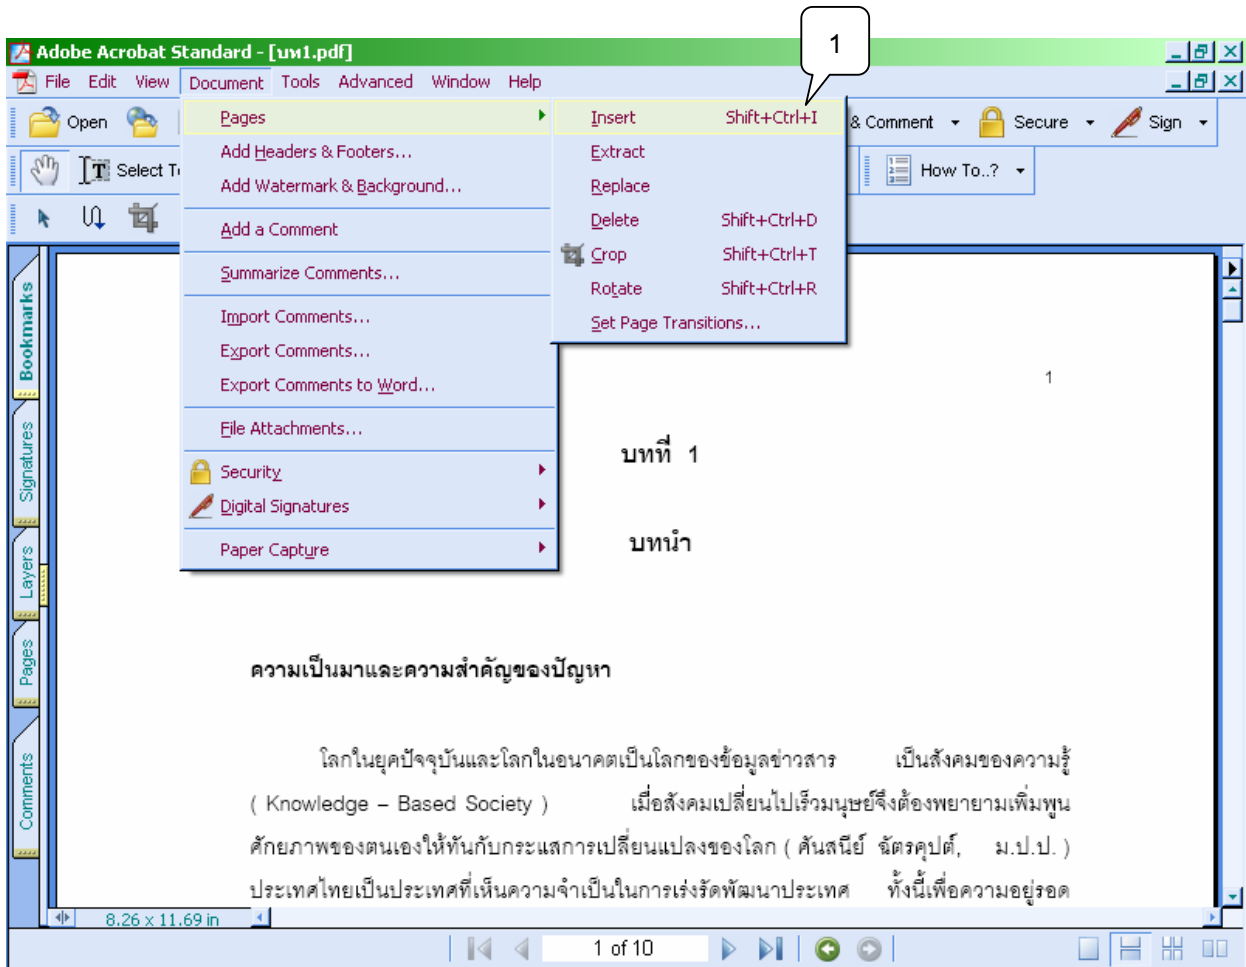 1
Adobe Acrobat Standard - [บท1.pdf]
File Edit View Document Tools Advanced Window Help
Open
& Comment Secure Sign
Select T
How To..?
Pages
Add Headers & Footers...
Add Watermark & Background...
Add a Comment
Summarize Comments...
Import Comments...
Export Comments...
Export Comments to Word...
File Attachments...
Security
Digital Signatures
Paper Capture
Insert Shift+Ctrl+I
Extract
Replace
Delete Shift+Ctrl+D
Crop Shift+Ctrl+T
Rotate Shift+Ctrl+R
Set Page Transitions...
Bookmarks
Signatures
Layers
Pages
Comments
1
บทที่ 1
บทนำ
ความเป็นมาและความสำคัญของปัญหา
โลกในยุคปัจจุบันและโลกในอนาคตเป็นโลกของข้อมูลข่าวสาร เป็นสังคมของความรู้
( Knowledge – Based Society ) เมื่อสังคมเปลี่ยนไปเร็วมนุษย์จึงต้องพยายามเพิ่มพูน
ศักยภาพของตนเองให้ทันกับกระแสการเปลี่ยนแปลงของโลก ( ศันสนีย์ ฉัตรคุปต์, ม.ป.ป. )
ประเทศไทยเป็นประเทศที่เห็นความจำเป็นในการเร่งรัดพัฒนาประเทศ ทั้งนี้เพื่อความอยู่รอด
8.26 x 11.69 in
1 of 10